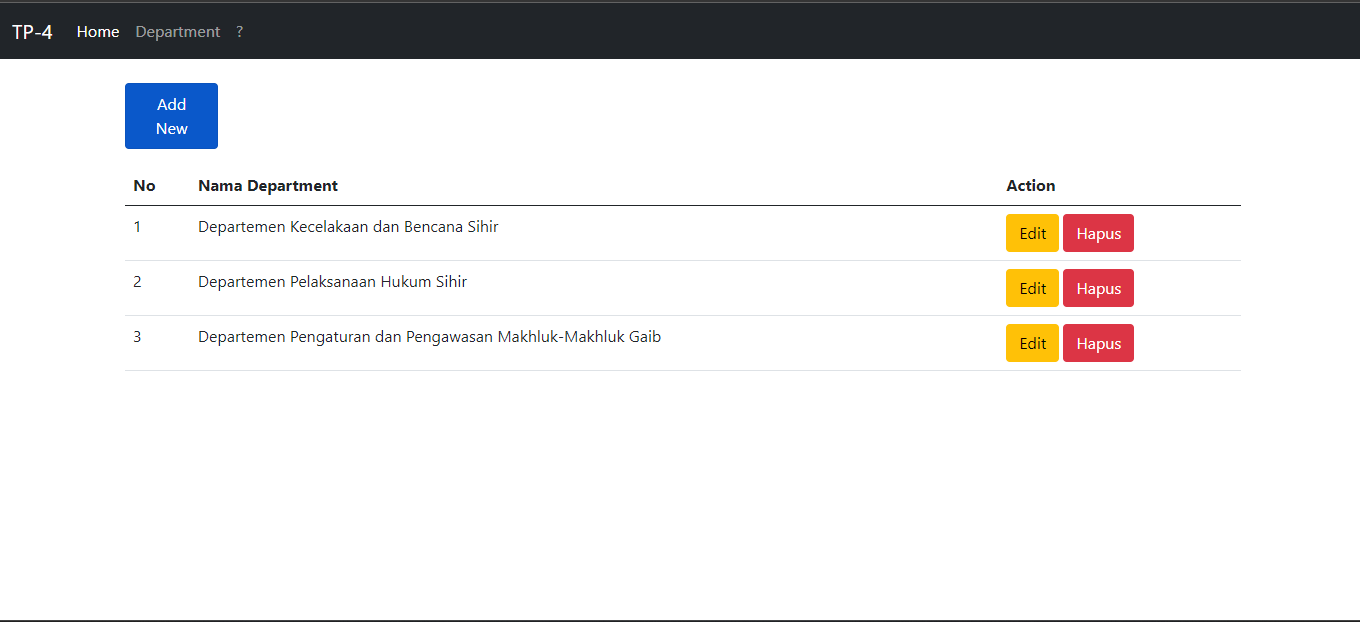 TP-4 Home Department ?
Add
New
No Nama Department Action
1 Departemen Kecelakaan dan Bencana Sihir Edit Hapus
2 Departemen Pelaksanaan Hukum Sihir Edit Hapus
3 Departemen Pengaturan dan Pengawasan Makhluk-Makhluk Gaib Edit Hapus